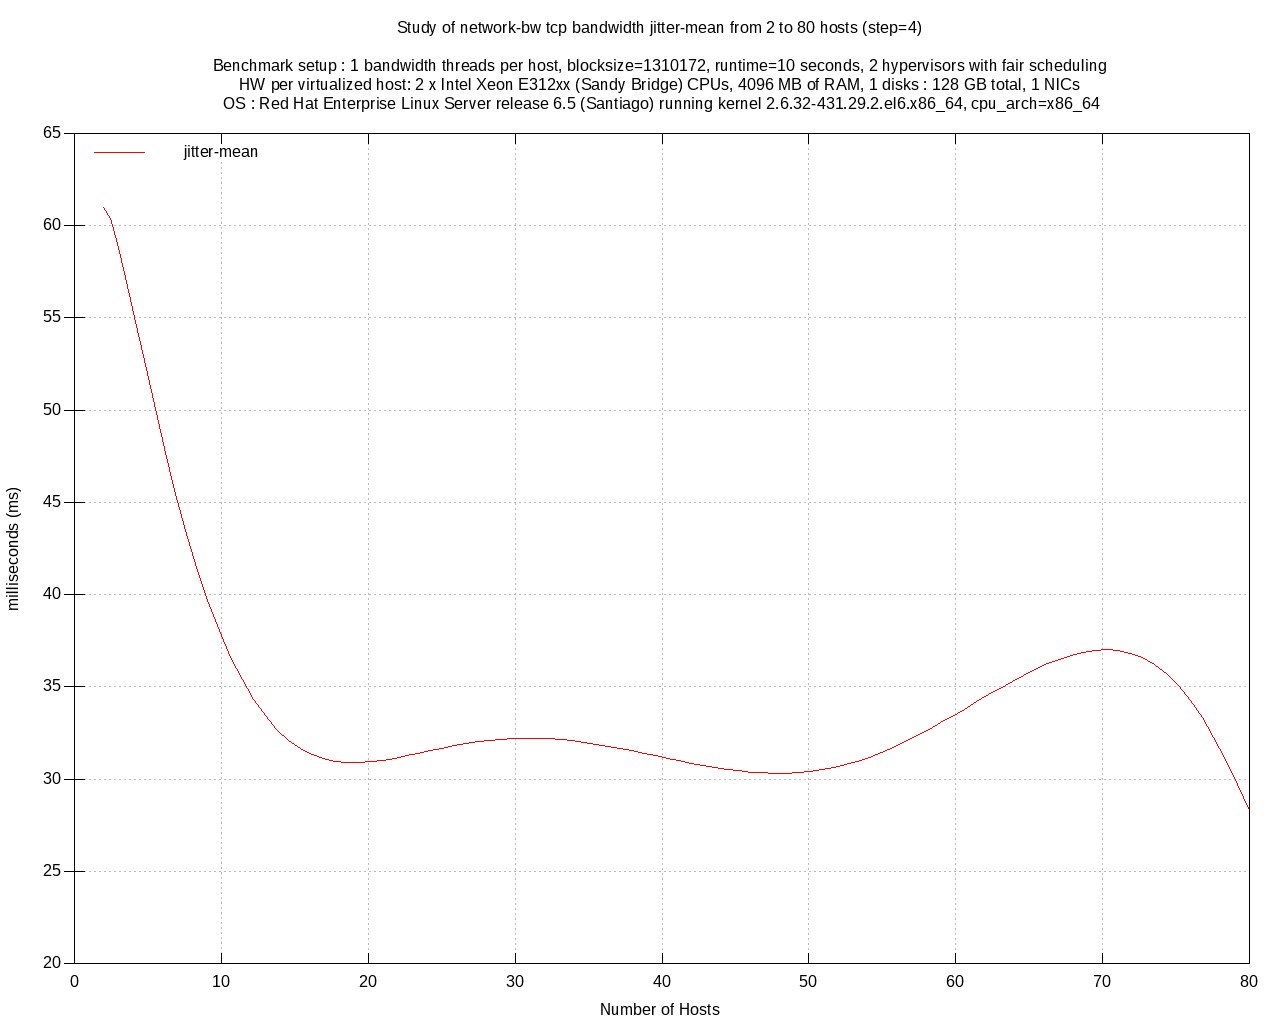 Study of network-bw tcp bandwidth jitter-mean from 2 to 80 hosts (step=4)
Benchmark setup : 1 bandwidth threads per host, blocksize=1310172, runtime=10 seconds, 2 hypervisors with fair scheduling
HW per virtualized host: 2 x Intel Xeon E312xx (Sandy Bridge) CPUs, 4096 MB of RAM, 1 disks : 128 GB total, 1 NICs
OS : Red Hat Enterprise Linux Server release 6.5 (Santiago) running kernel 2.6.32-431.29.2.el6.x86_64, cpu_arch=x86_64
jitter-mean
65
60
55
50
45
40
35
30
25
20
milliseconds (ms)
0 10 20 30 40 50 60 70 80
Number of Hosts